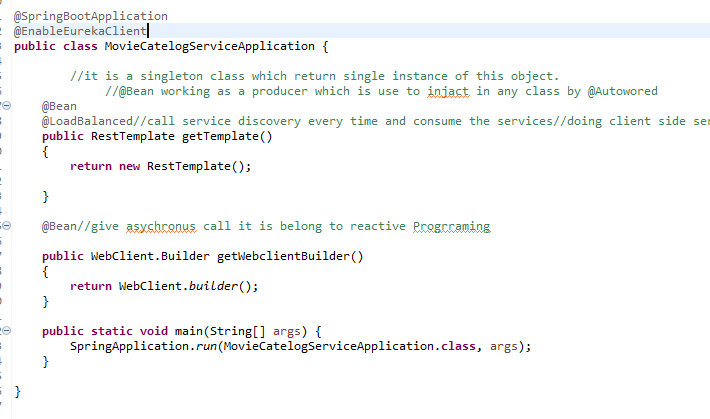 @SpringBootApplication
@EnableEurekaClient
public class MovieCatelogServiceApplication {
//it is a singleton class which return single instance of this object.
//@Bean working as a producer which is use to injact in any class by @Autowored
@Bean
@LoadBalanced//call service discovery every time and consume the services//doing client side ser
public RestTemplate getTemplate()
{
return new RestTemplate();
}
@Bean//give asychronus call it is belong to reactive Progrraming
public WebClient.Builder getWebclientBuilder()
{
return WebClient.builder();
}
public static void main(String[] args) {
SpringApplication.run(MovieCatelogServiceApplication.class, args);
}
}